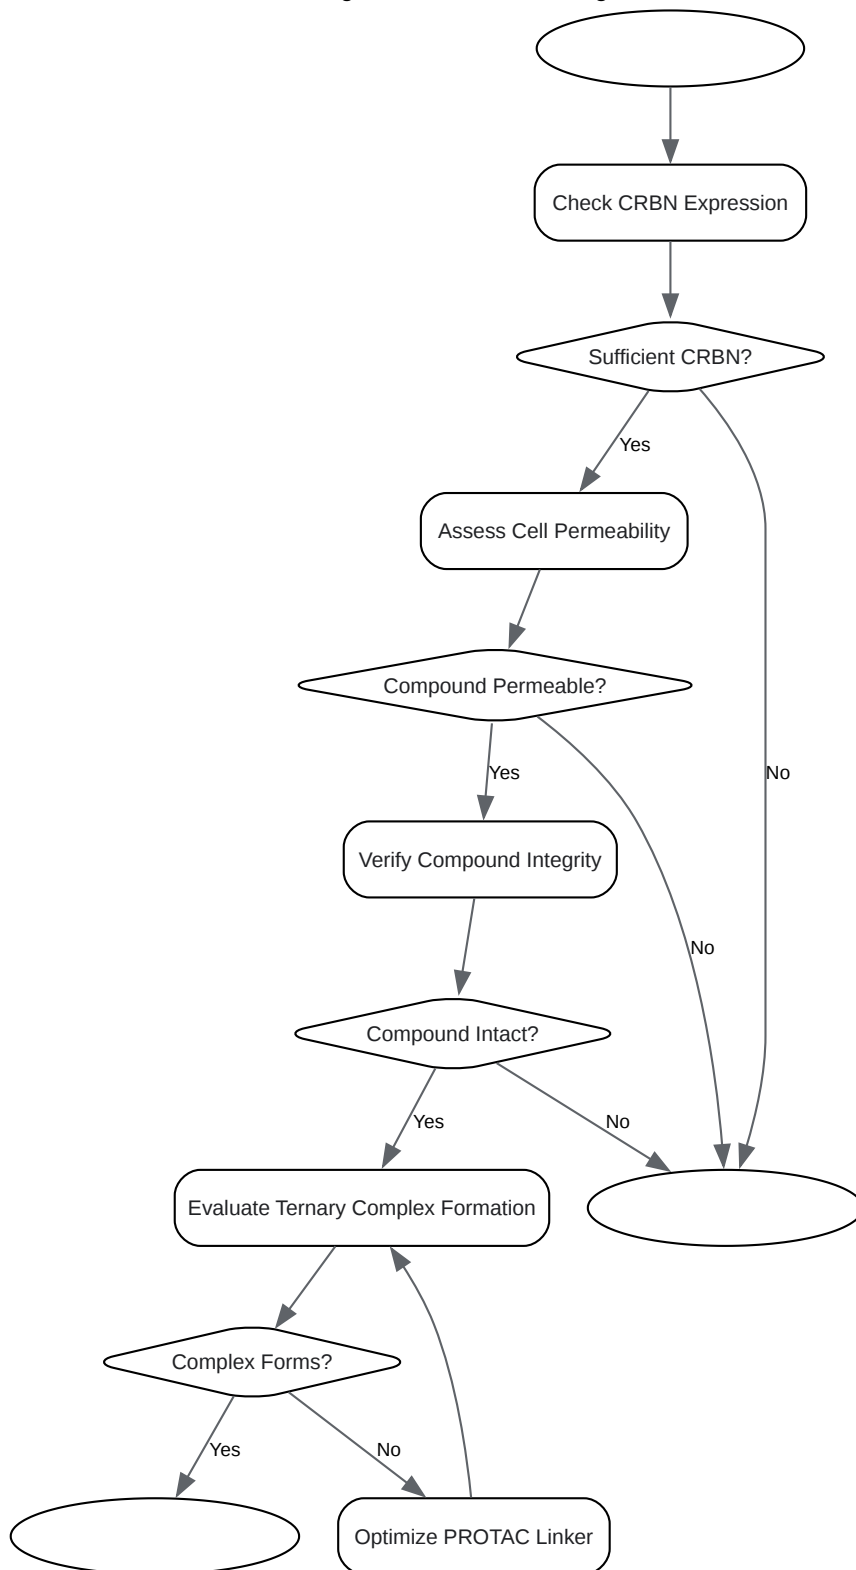 Check CRBN Expression
Sufficient CRBN?
Yes
Assess Cell Permeability
Compound Permeable?
Yes
No
Verify Compound Integrity
No
Compound Intact?
Yes
No
Evaluate Ternary Complex Formation
Complex Forms?
Yes
No
Optimize PROTAC Linker